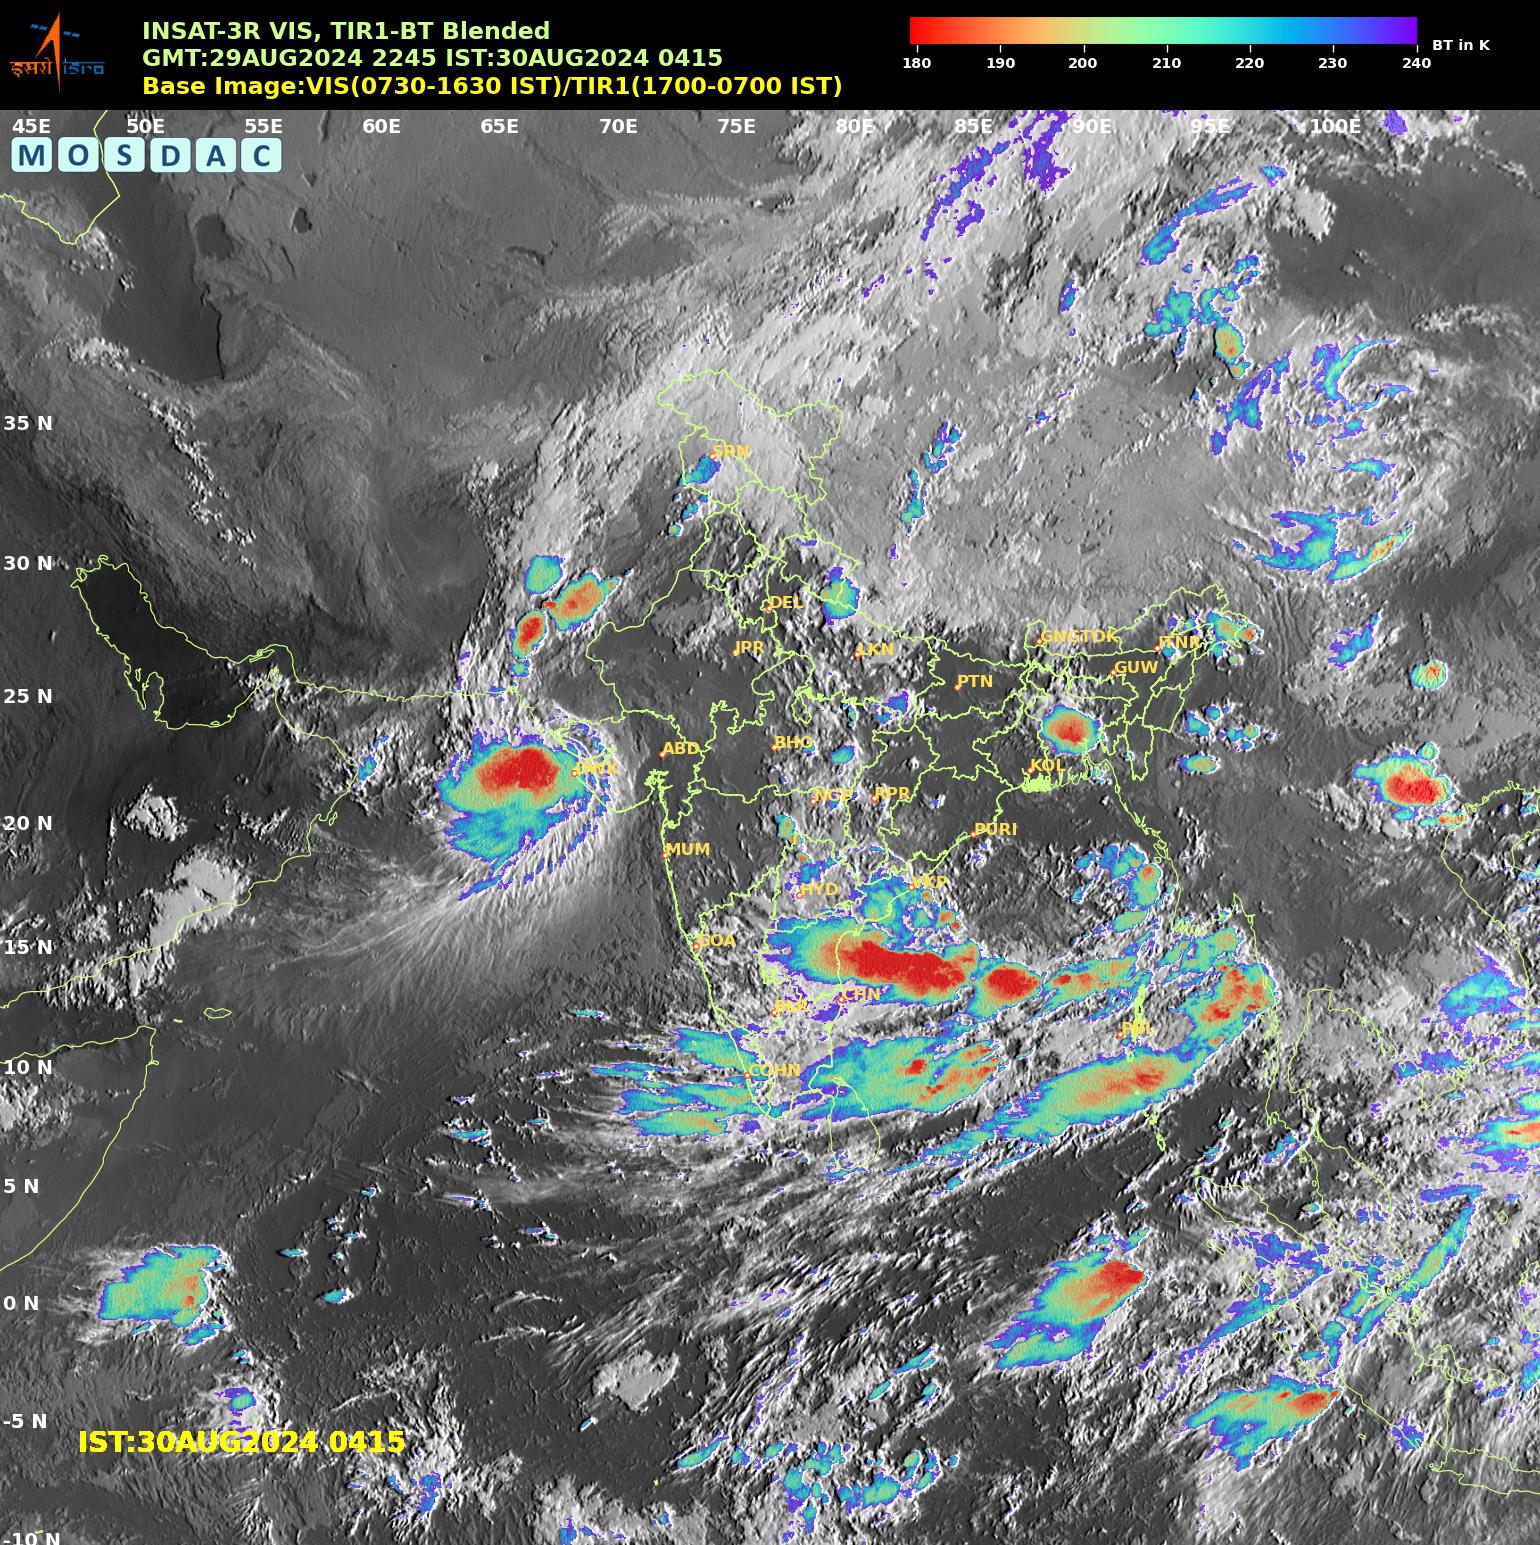 INSAT-3R VIS, TIR1-BT Blended
GMT:29AUG2024 2245 IST:30AUG2024 0415
Base Image:VIS(0730-1630 IST)/TIR1(1700-0700 IST)
इसरो isro
BT in K
180 190 200 210 220 230 240
45E 50E 55E 60E 65E 70E 75E 80E 85E 90E 95E 100E
M O S D A C
35 N
SRN
30 N
DEL
GNGTOK
ITNR
JPR
LKN
GUW
PTN
25 N
BHO
ABD
KOL
NGP
RPR
20 N
PURI
MUM
VKP
HYD
15 N
GOA
CHN
BLR
PBL
10 N
COHN
5 N
0 N
-5 N
IST:30AUG2024 0415
-10 N